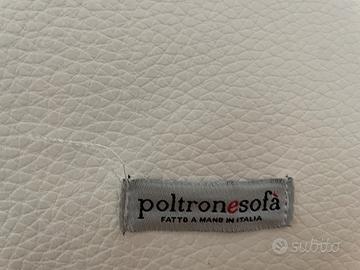 poltronesofà
FATTO A MANO IN ITALIA
subito